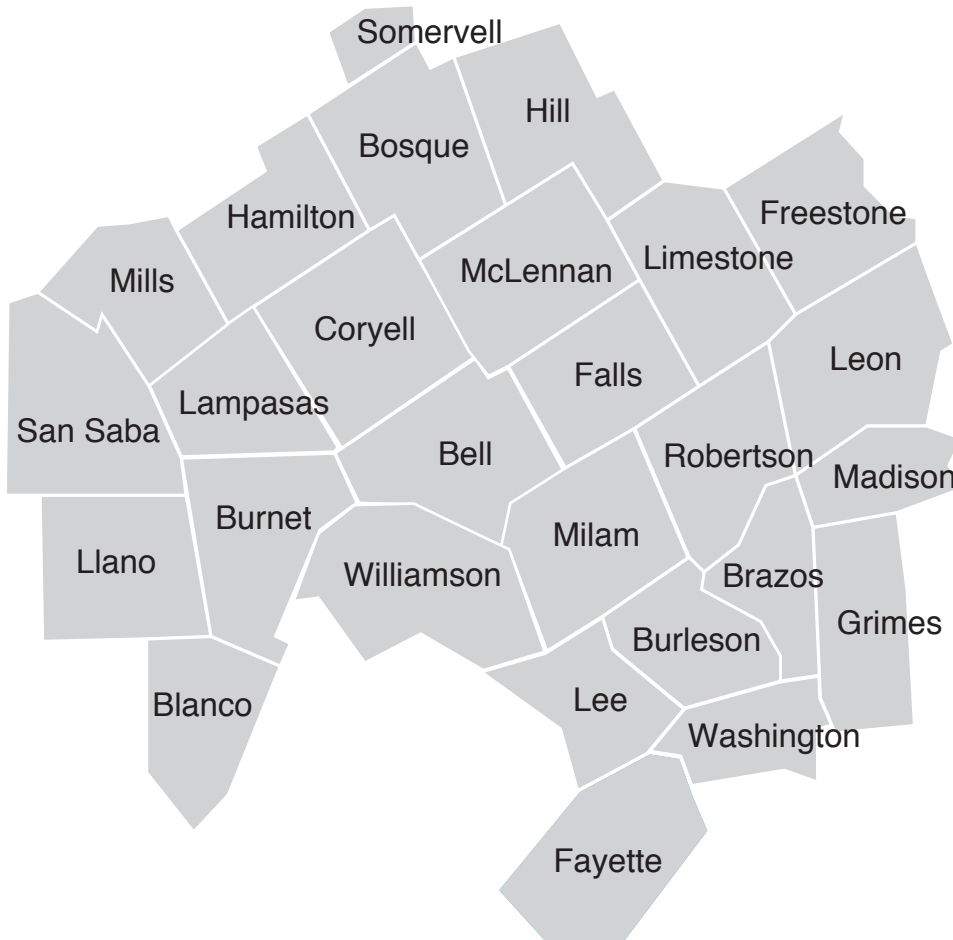 Somervell
Hill
Bosque
Hamilton
Freestone
McLennan
Limestone
Mills
Coryell
Leon
Falls
Lampasas
San Saba
Bell
Robertson
Madison
Burnet
Milam
Llano
Williamson
Brazos
Grimes
Burleson
Lee
Blanco
Washington
Fayette